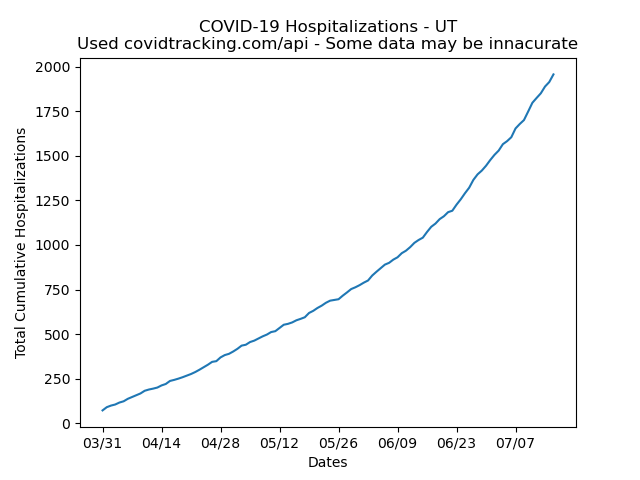 COVID-19 Hospitalizations - UT
Used covidtracking.com/api - Some data may be innacurate
2000
1750
1500
1250
1000
750
500
250
0
Total Cumulative Hospitalizations
03/31 04/14 04/28 05/12 05/26 06/09 06/23 07/07
Dates